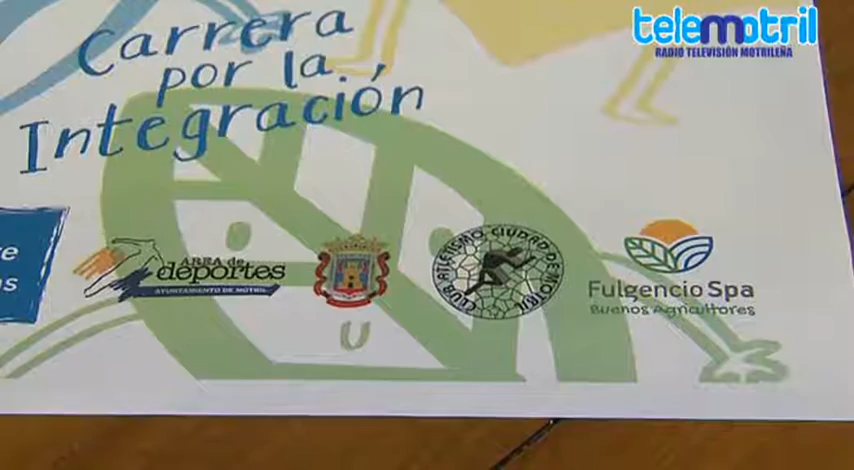 telemotril
RADIO TELEVISIÓN MOTRILEÑA
Carrera
por la
Integración
AREA de
deportes
AYUNTAMIENTO DE MOTRIL
CLUB ATLETISMO CIUDAD DE MOTRIL
Fulgencio Spa
Buenos Agricultores